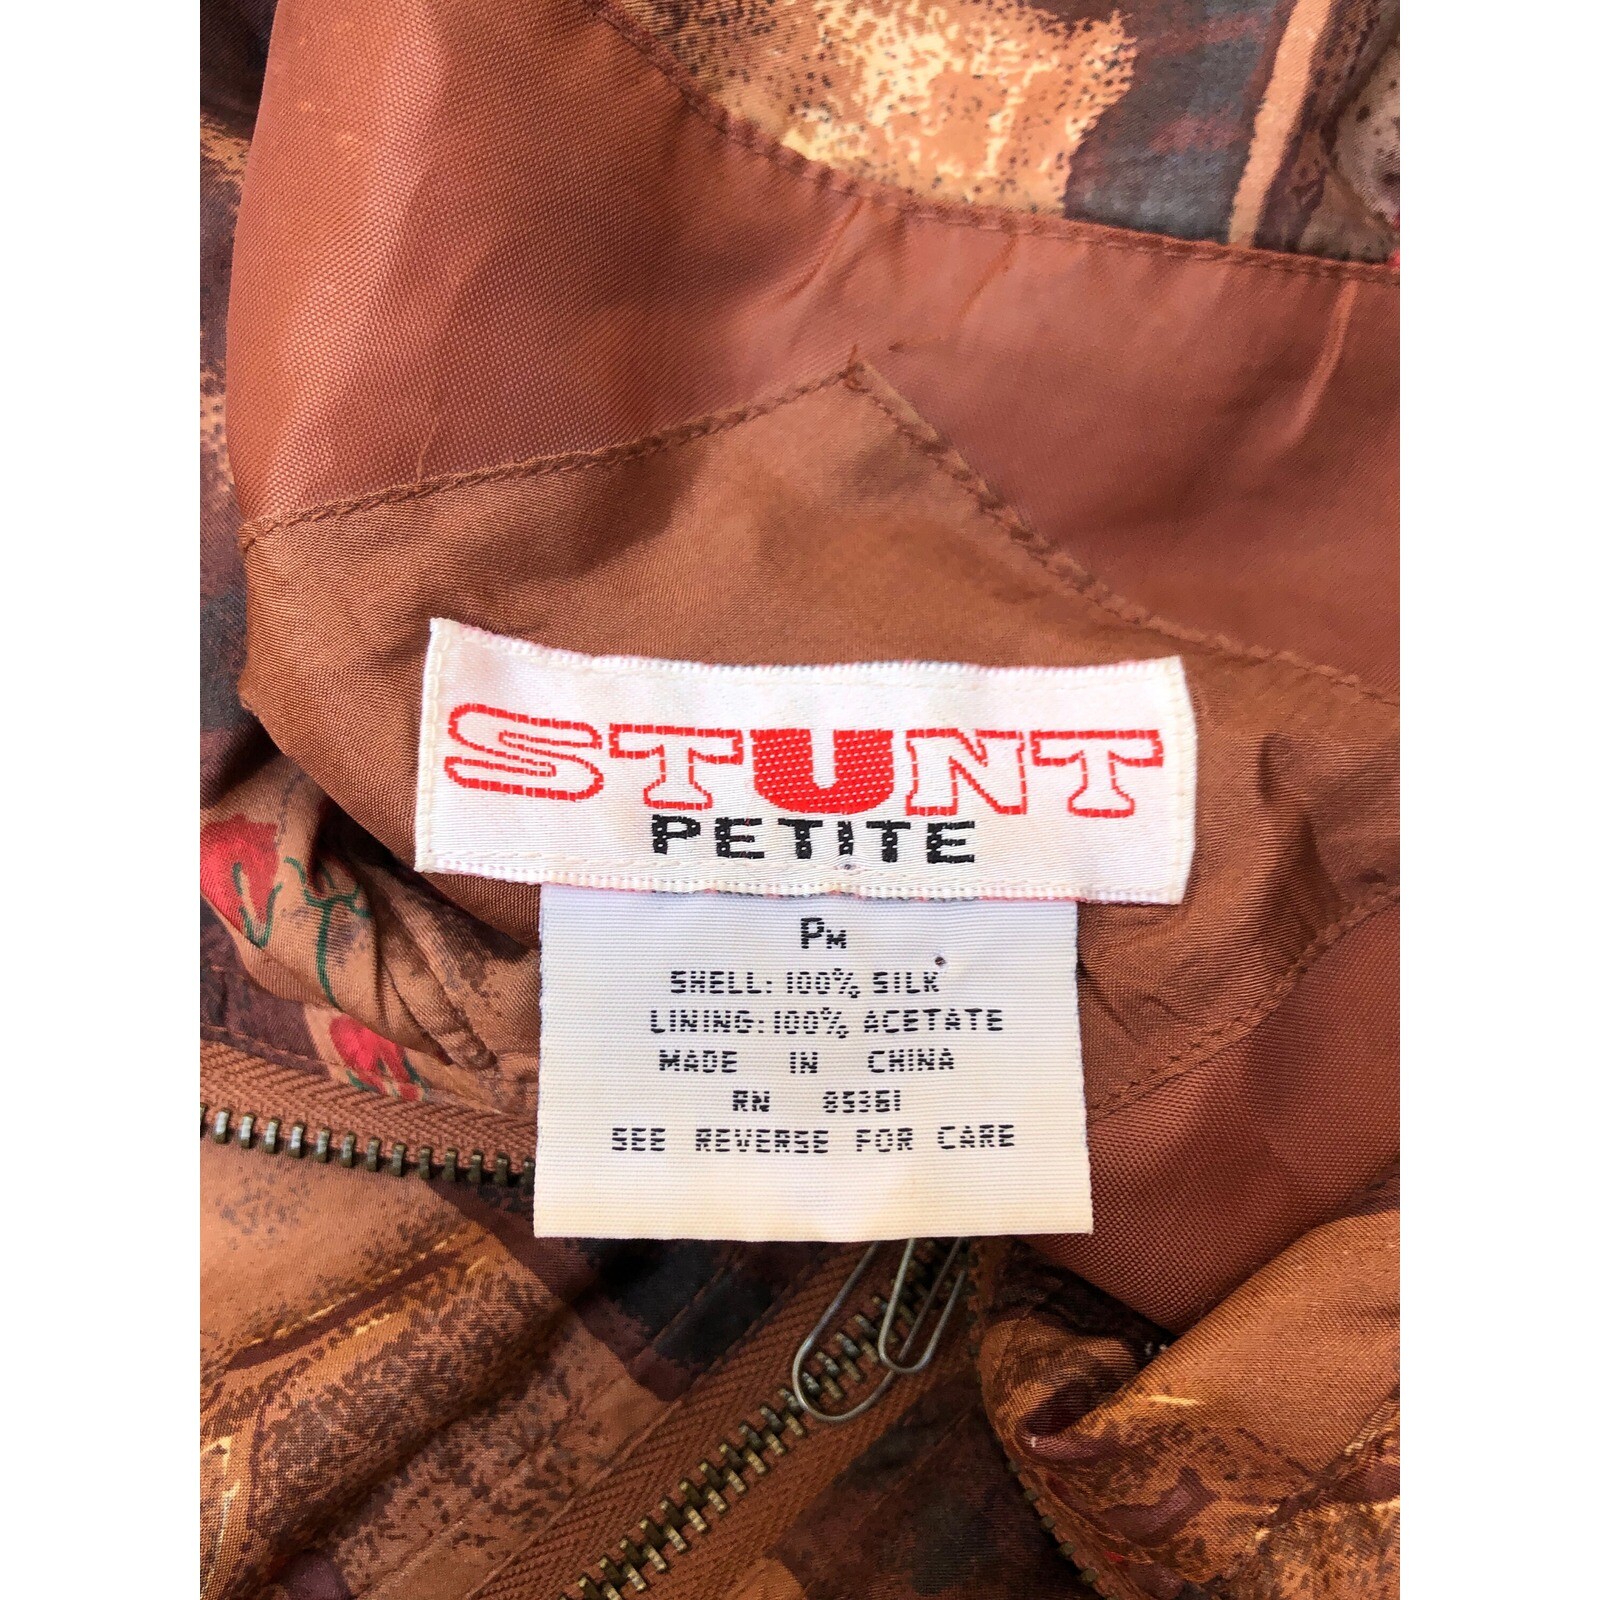 STUNT
PETITE
PM
SHELL: 100% SILK
LINING: 100% ACETATE
MADE IN CHINA
RN 85361
SEE REVERSE FOR CARE